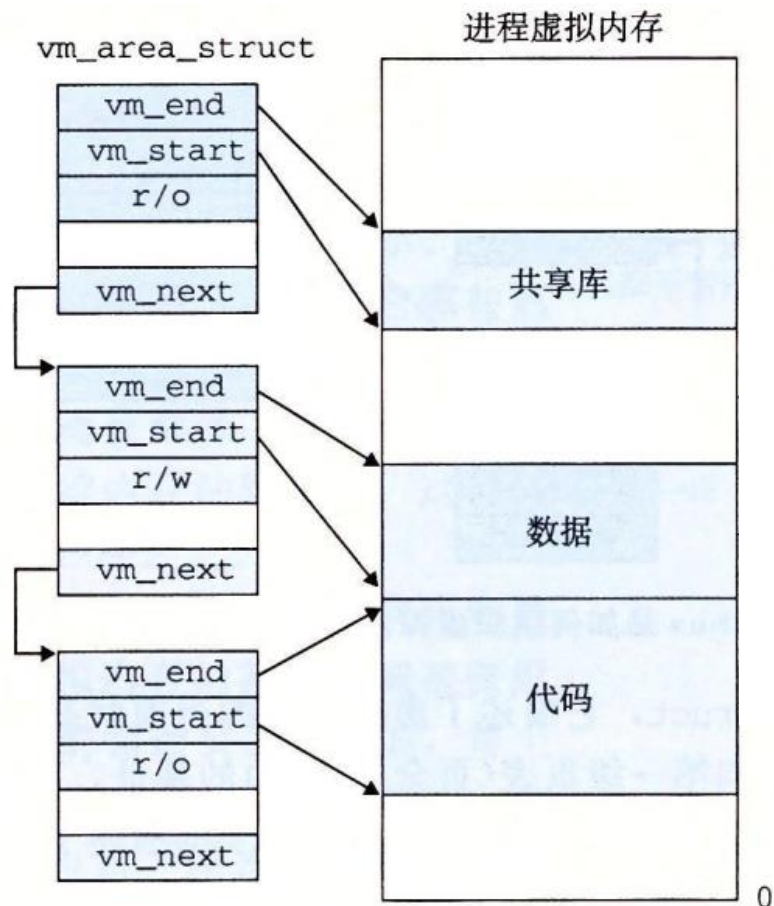 vm_area_struct
进程虚拟内存
vm_end
vm_start
r/o
vm_next
共享库
vm_end
vm_start
r/w
vm_next
数据
vm_end
vm_start
r/o
vm_next
代码
0